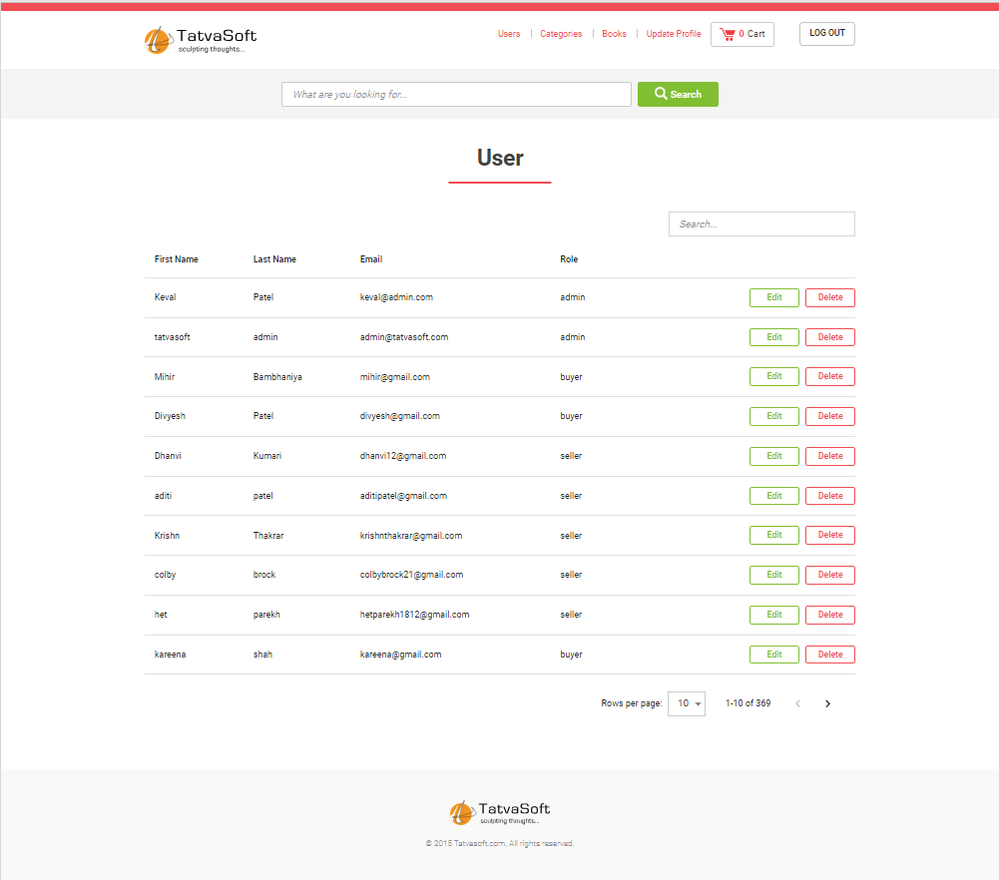 TatvaSoft
sculpting thoughts...
Users | Categories | Books | Update Profile 0 Cart LOG OUT
What are you looking for... Search
User
Search...
First Name Last Name Email Role
Keval Patel keval@admin.com admin Edit Delete
tatvasoft admin admin@tatvasoft.com admin Edit Delete
Mihir Bambhaniya mihir@gmail.com buyer Edit Delete
Divyesh Patel divyesh@gmail.com buyer Edit Delete
Dhanvi Kumari dhanvi12@gmail.com seller Edit Delete
aditi patel aditipatel@gmail.com seller Edit Delete
Krishn Thakrar krishnthakrar@gmail.com seller Edit Delete
colby brock colbybrock21@gmail.com seller Edit Delete
het parekh hetparekh1812@gmail.com seller Edit Delete
kareena shah kareena@gmail.com buyer Edit Delete
Rows per page: 10 1-10 of 369
TatvaSoft
sculpting thoughts...
© 2015 Tatvasoft.com. All rights reserved.